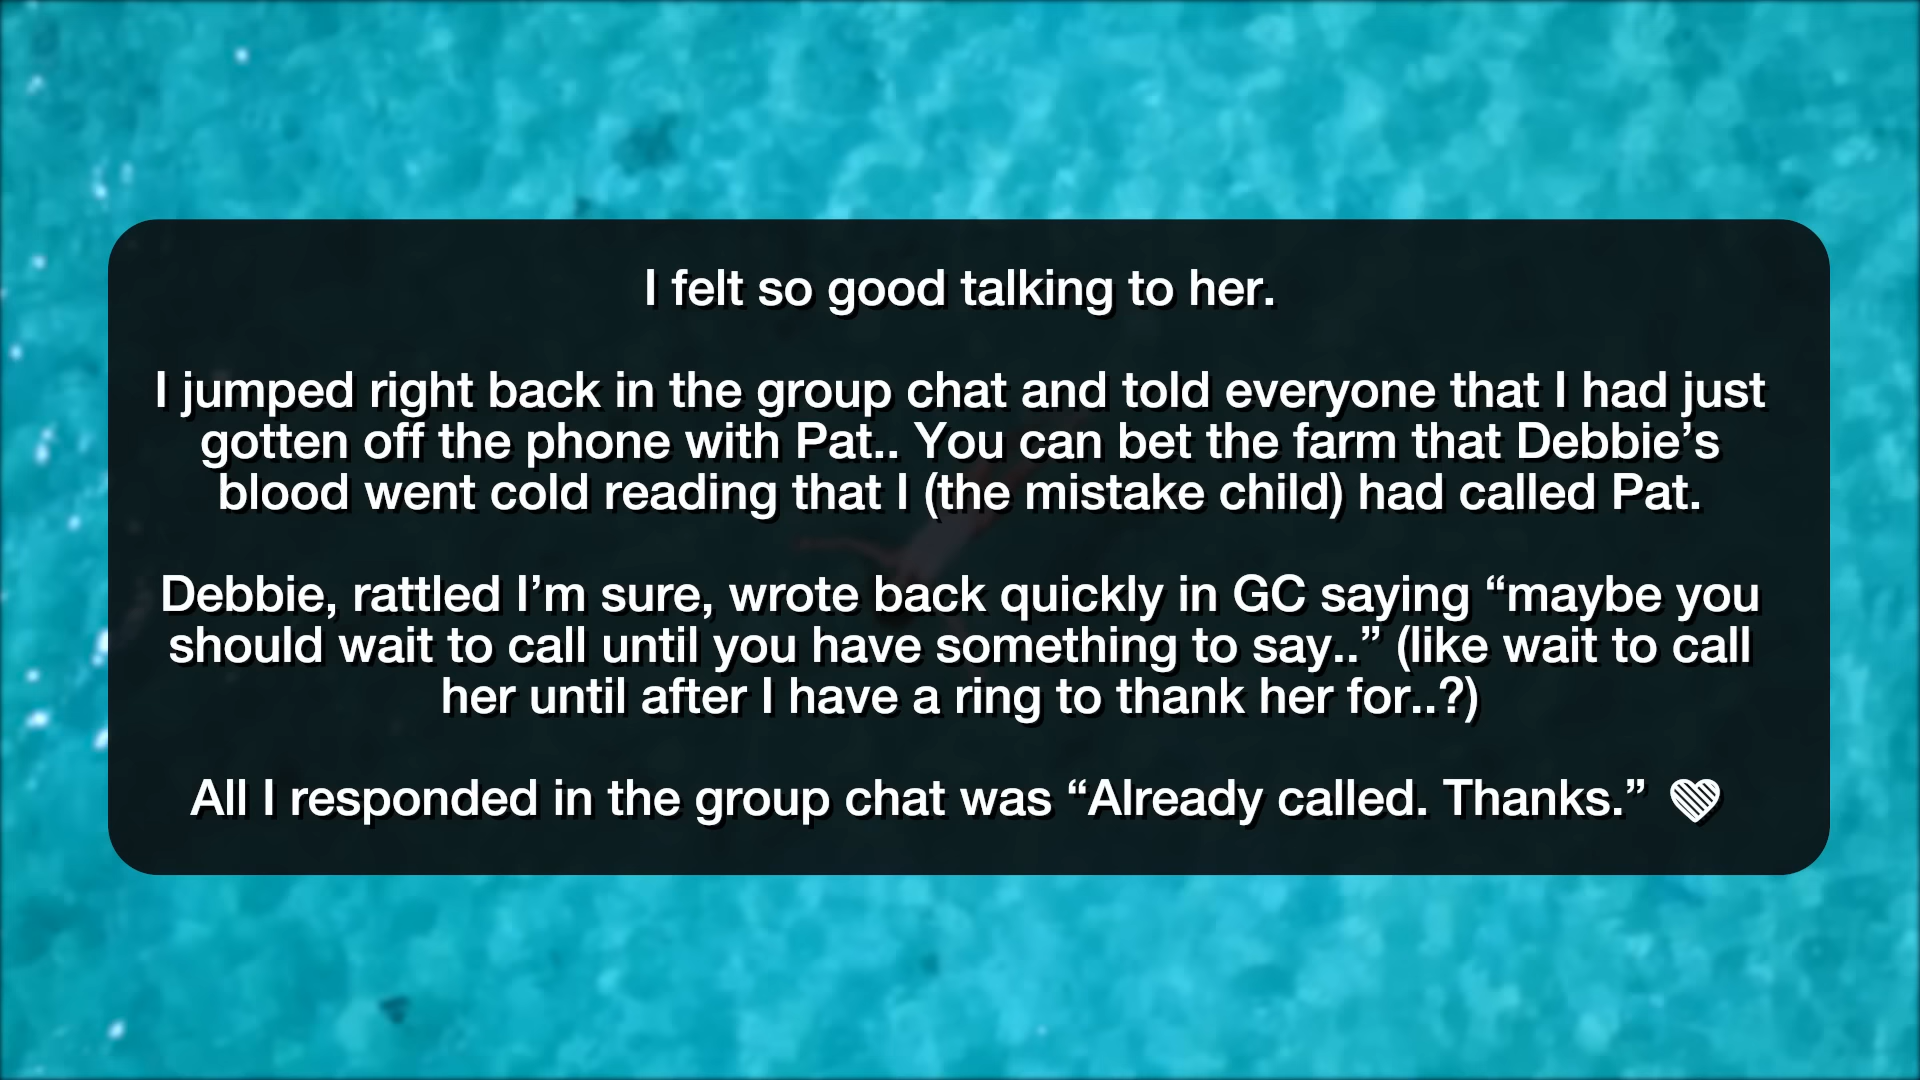 I felt so good talking to her.
I jumped right back in the group chat and told everyone that I had just
gotten off the phone with Pat.. You can bet the farm that Debbie’s
blood went cold reading that I (the mistake child) had called Pat.
Debbie, rattled I’m sure, wrote back quickly in GC saying “maybe you
should wait to call until you have something to say..” (like wait to call
her until after I have a ring to thank her for..?)
All I responded in the group chat was “Already called. Thanks.”